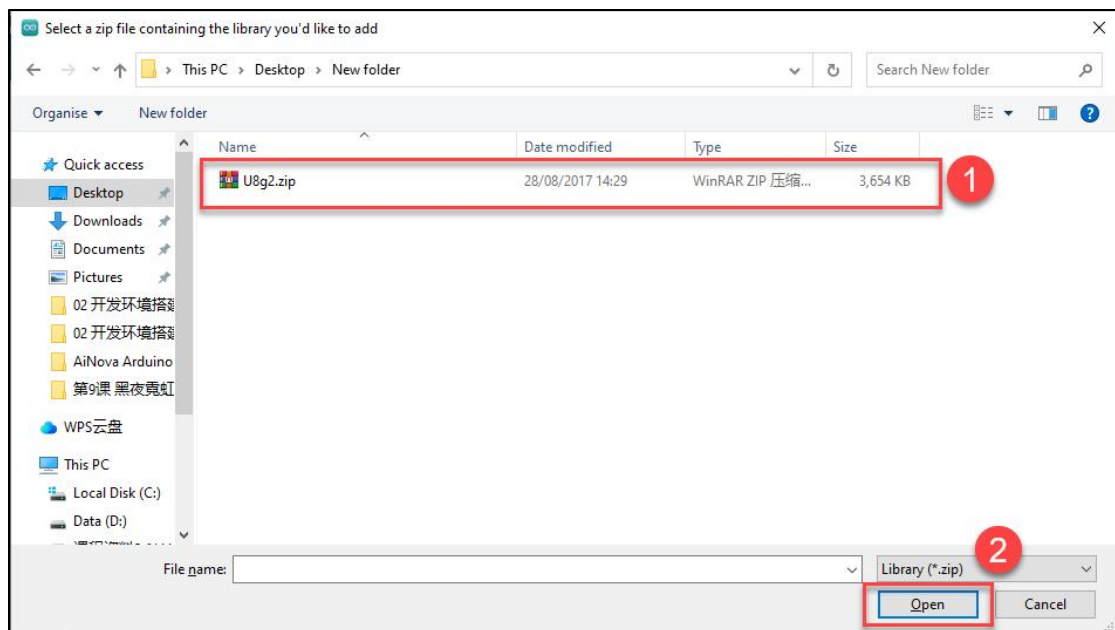 Select a zip file containing the library you'd like to add
This PC > Desktop > New folder
Search New folder
Organise New folder
Name Date modified Type Size
Quick access
U8g2.zip 28/08/2017 14:29 WinRAR ZIP 压缩... 3,654 KB
1
Desktop
Downloads
Documents
Pictures
02 开发环境搭建
02 开发环境搭建
AiNova Arduino
第9课 黑夜霓虹
WPS云盘
This PC
Local Disk (C:)
Data (D:)
2
File name: Library (*.zip)
Open Cancel